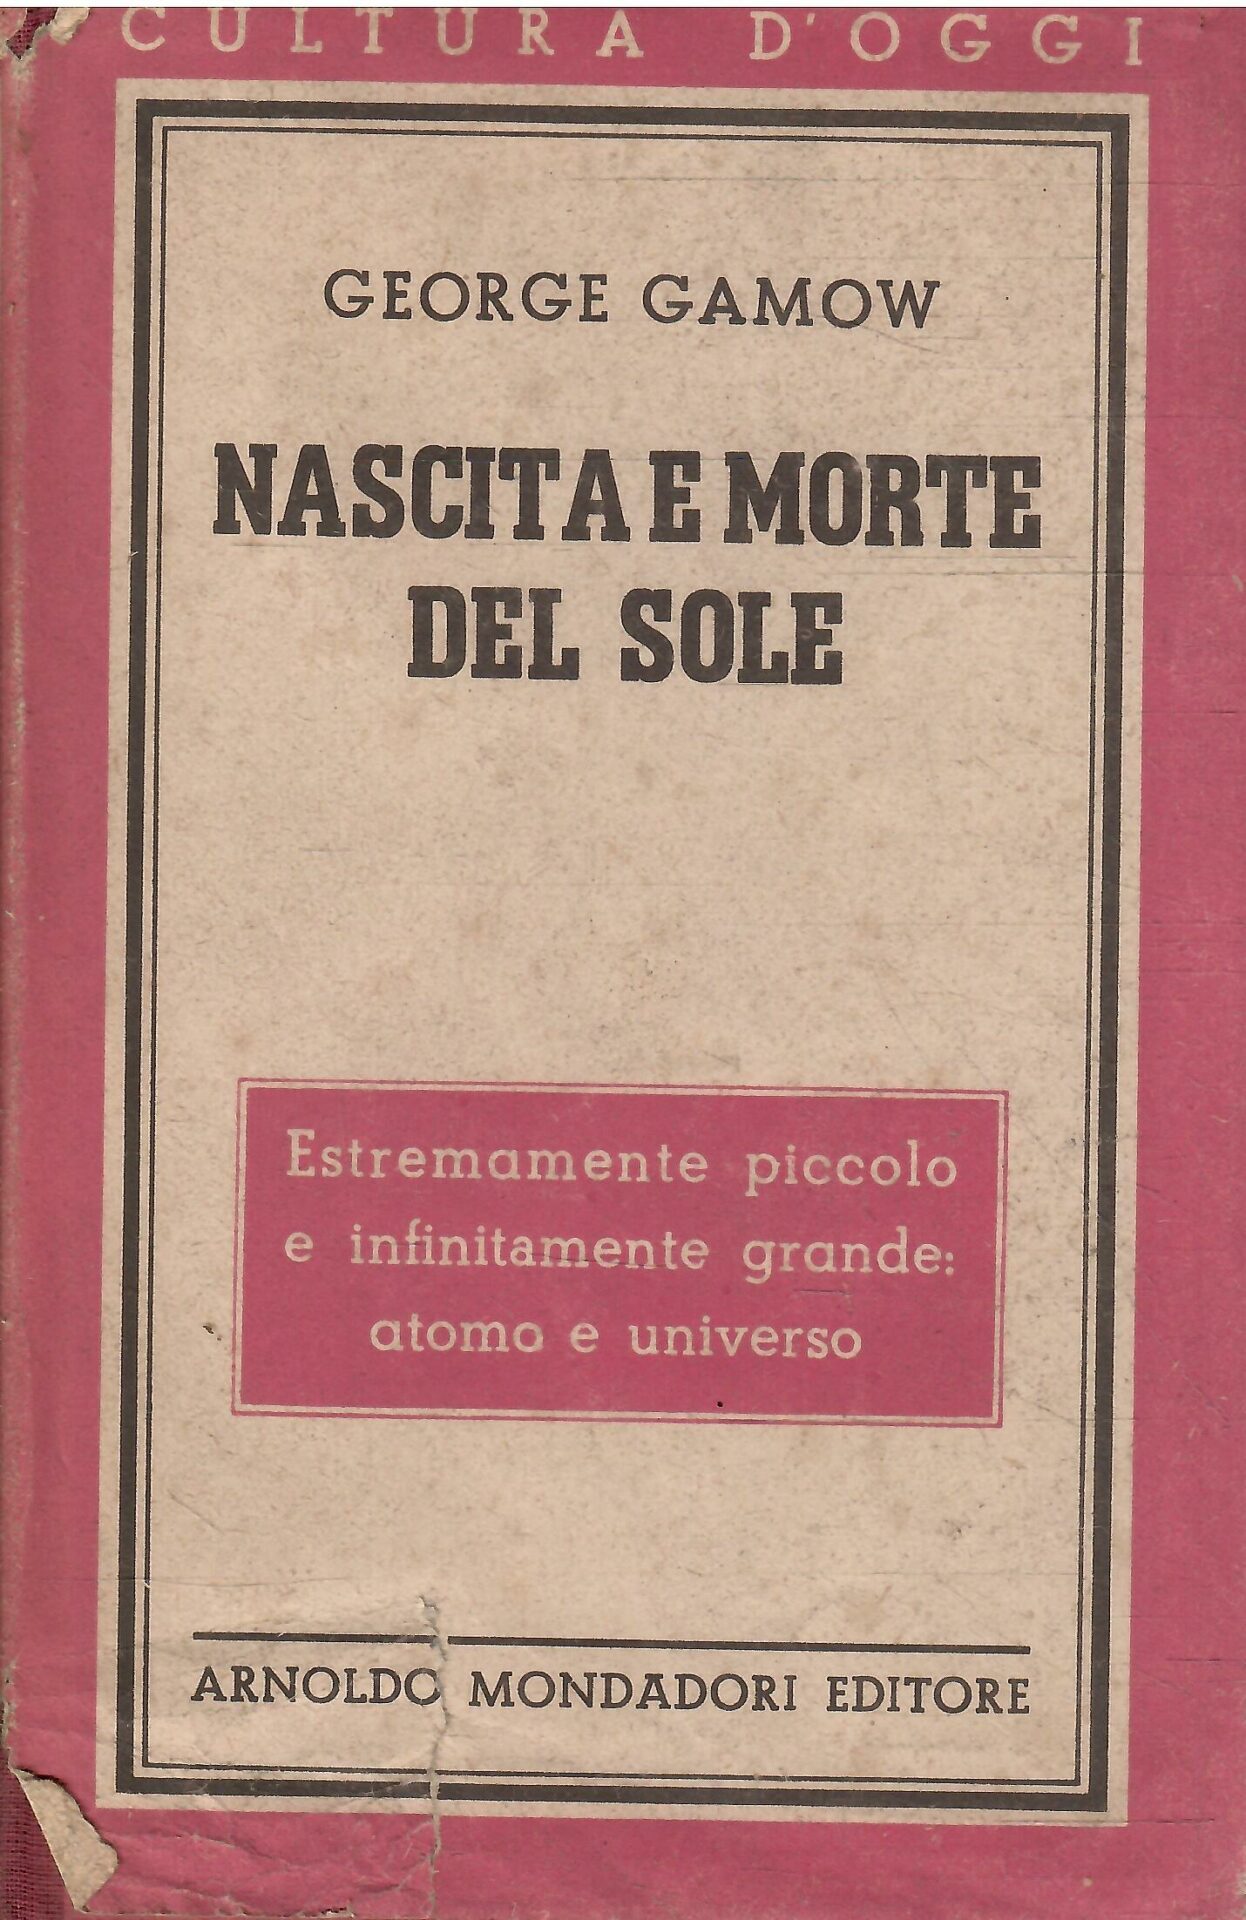 CULTURA D'OGGI
GEORGE GAMOW
NASCITA E MORTE
DEL SOLE
Estremamente piccolo
e infinitamente grande:
atomo e universo
ARNOLDO MONDADORI EDITORE